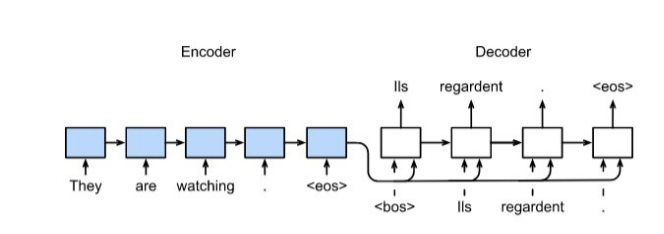 Encoder Decoder
Ils regardent . <eos>
They are watching . <eos>
<bos> Ils regardent .